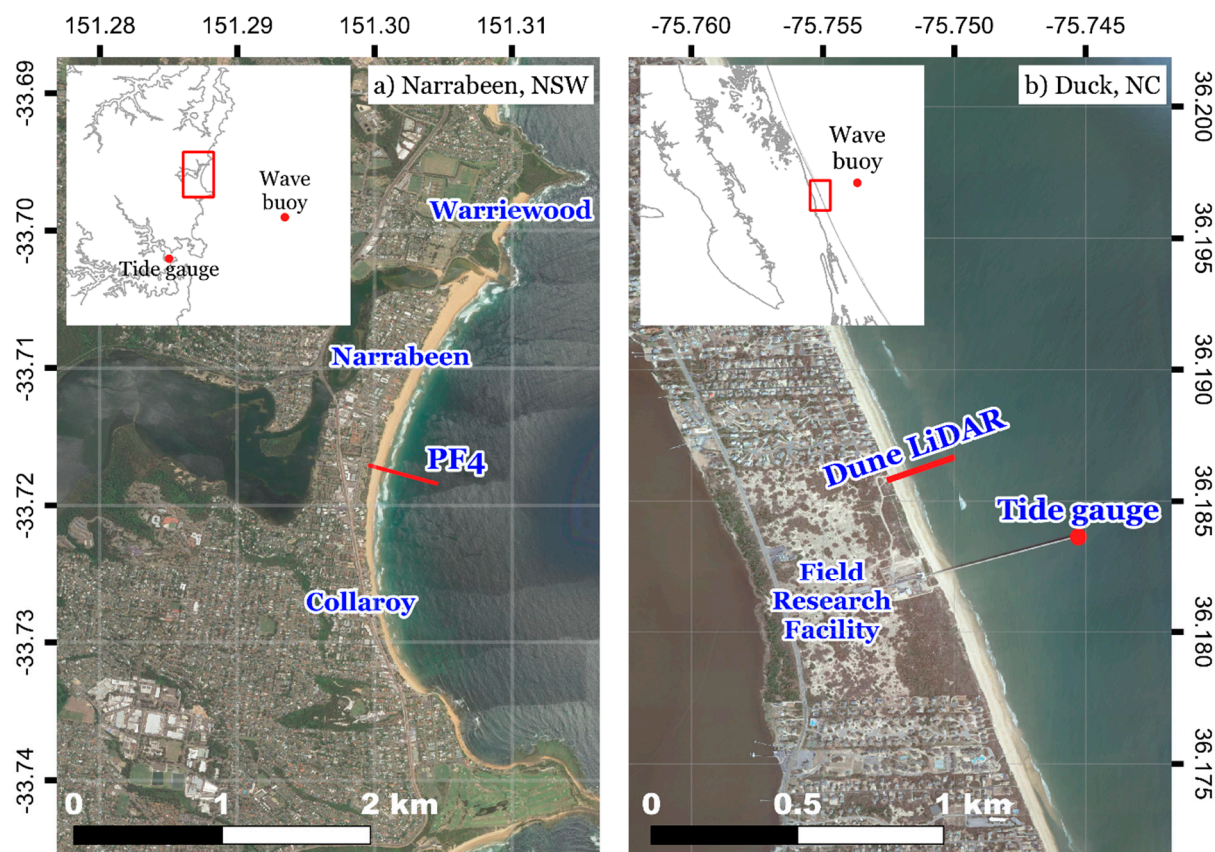 151.28 151.29 151.30 151.31
-75.760 -75.755 -75.750 -75.745
a) Narrabeen, NSW
-33.69
-33.70
-33.71
-33.72
-33.73
-33.74
Wave
buoy
Tide gauge
Warriewood
Narrabeen
PF4
Collaroy
0 1 2 km
b) Duck, NC
Wave
buoy
36.200
36.195
36.190
36.185
36.180
36.175
Dune LiDAR
Tide gauge
Field
Research
Facility
0 0.5 1 km